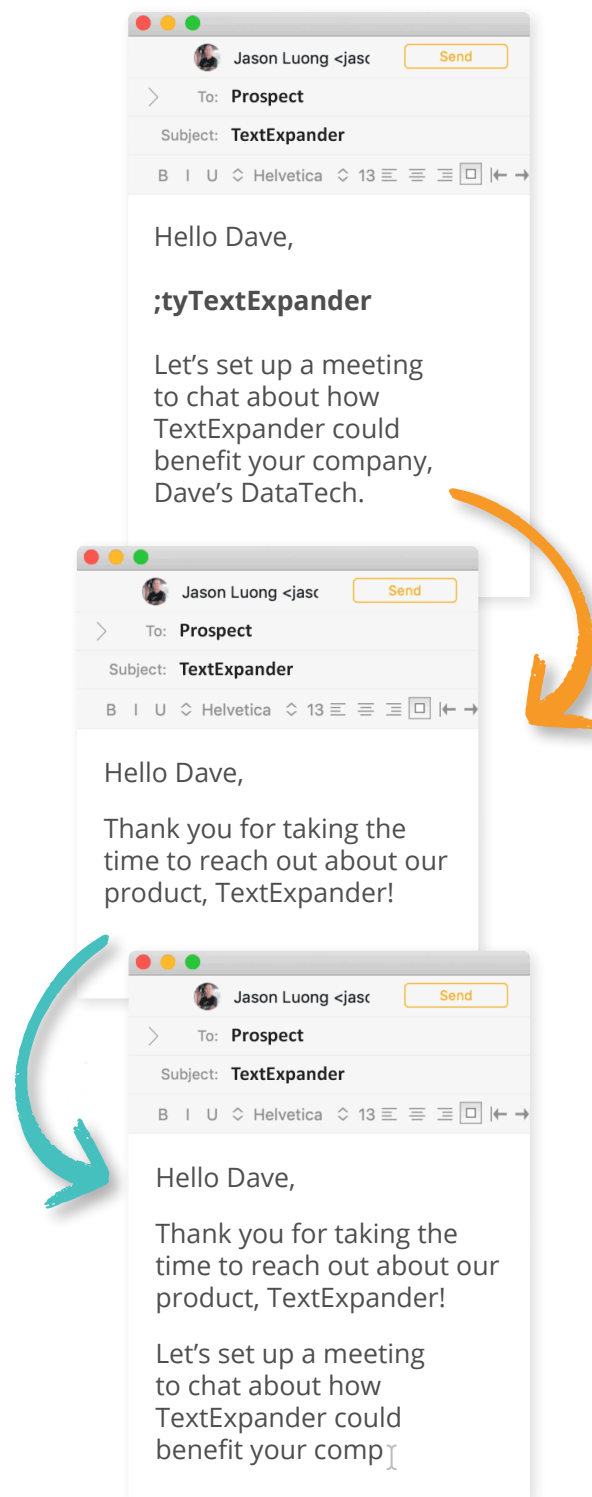 Jason Luong <jasc
Send
To: Prospect
Subject: TextExpander
B I U Helvetica 13
Hello Dave,
;tyTextExpander
Let's set up a meeting
to chat about how
TextExpander could
benefit your company,
Dave's DataTech.
Jason Luong <jasc
Send
To: Prospect
Subject: TextExpander
B I U Helvetica 13
Hello Dave,
Thank you for taking the
time to reach out about our
product, TextExpander!
Jason Luong <jasc
Send
To: Prospect
Subject: TextExpander
B I U Helvetica 13
Hello Dave,
Thank you for taking the
time to reach out about our
product, TextExpander!
Let's set up a meeting
to chat about how
TextExpander could
benefit your comp